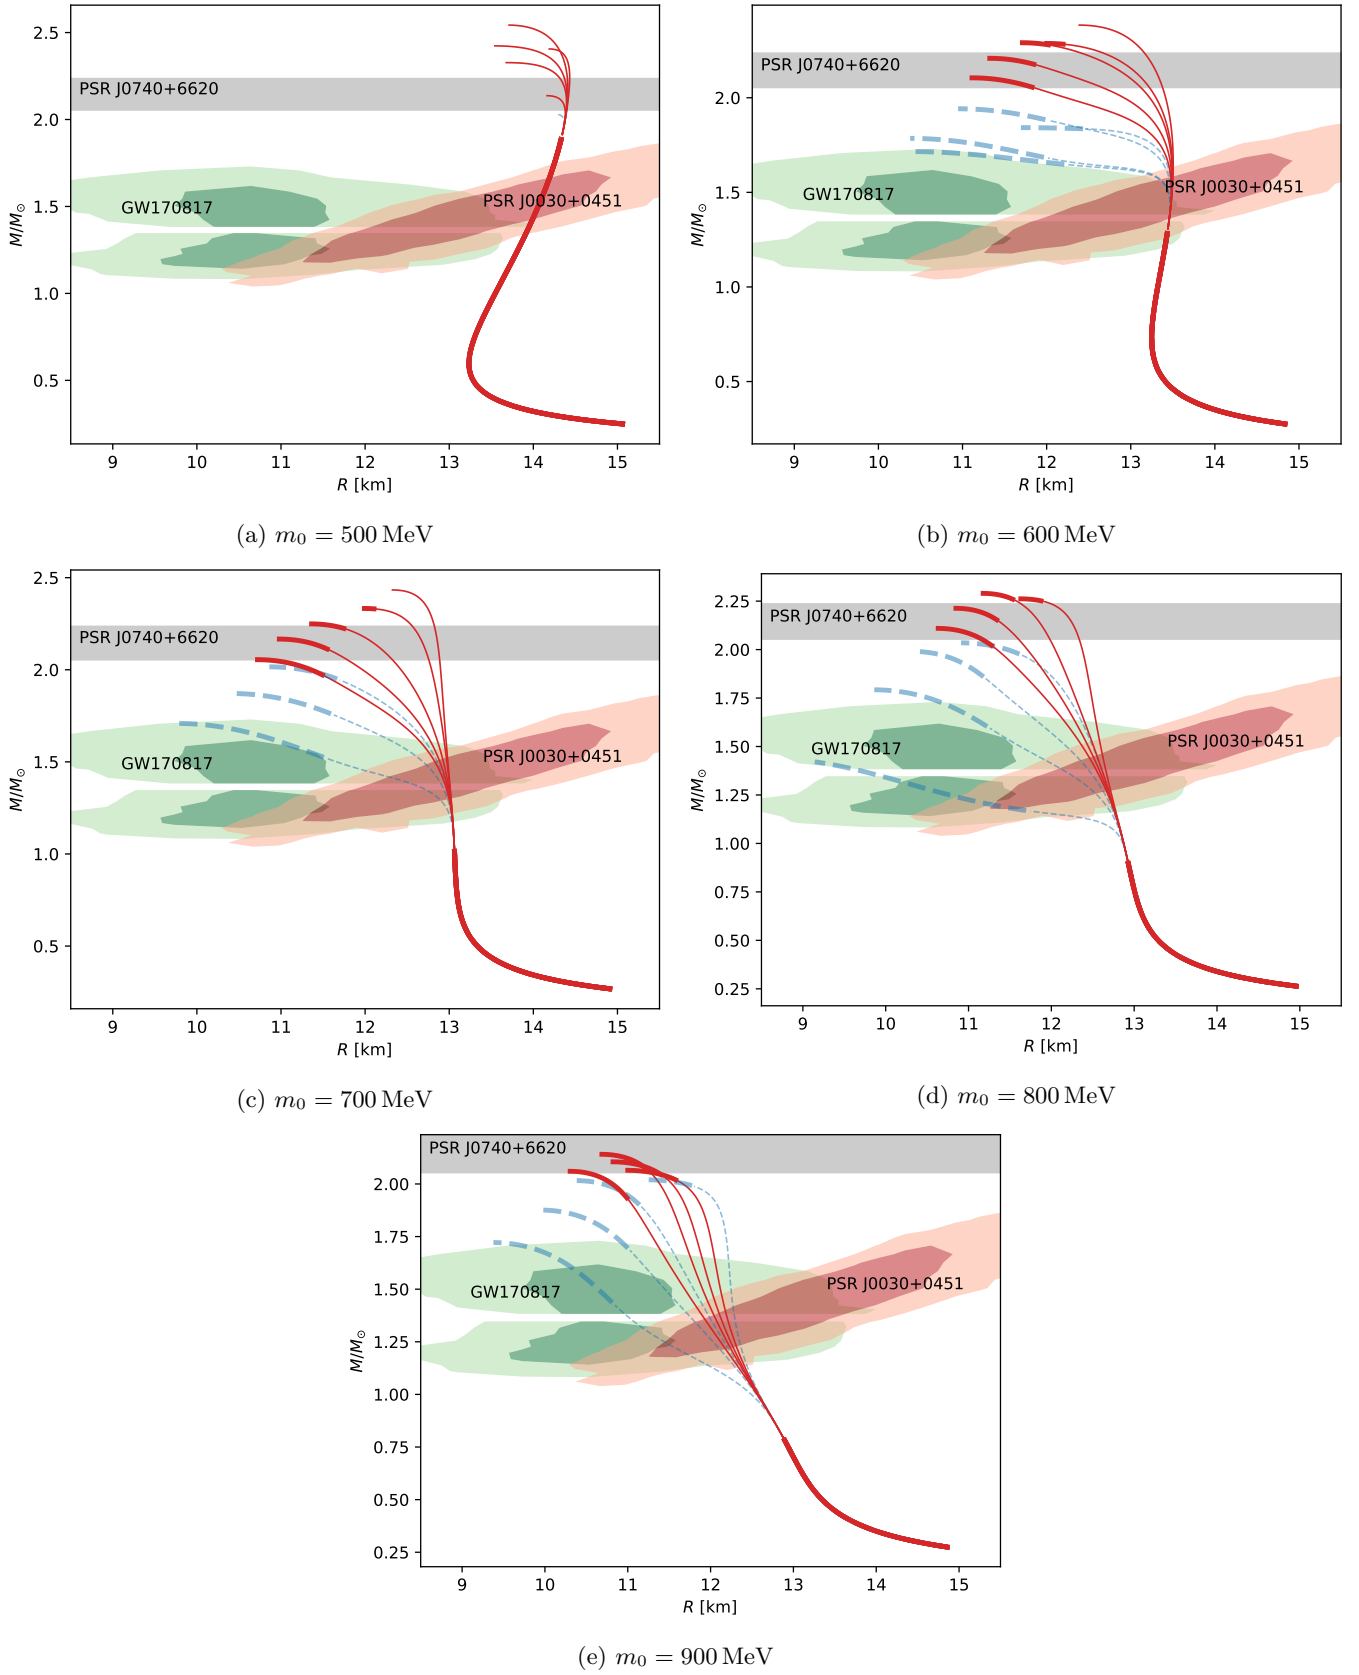 2.5
2.0
1.5
1.0
0.5
M/M⊙
PSR J0740+6620
GW170817
PSR J0030+0451
9 10 11 12 13 14 15
R [km]
(a) m₀ = 500 MeV
2.0
1.5
1.0
0.5
M/M⊙
PSR J0740+6620
GW170817
PSR J0030+0451
9 10 11 12 13 14 15
R [km]
(b) m₀ = 600 MeV
2.5
2.0
1.5
1.0
0.5
M/M⊙
PSR J0740+6620
GW170817
PSR J0030+0451
9 10 11 12 13 14 15
R [km]
(c) m₀ = 700 MeV
2.25
2.00
1.75
1.50
1.25
1.00
0.75
0.50
0.25
M/M⊙
PSR J0740+6620
GW170817
PSR J0030+0451
9 10 11 12 13 14 15
R [km]
(d) m₀ = 800 MeV
2.00
1.75
1.50
1.25
1.00
0.75
0.50
0.25
M/M⊙
PSR J0740+6620
GW170817
PSR J0030+0451
9 10 11 12 13 14 15
R [km]
(e) m₀ = 900 MeV